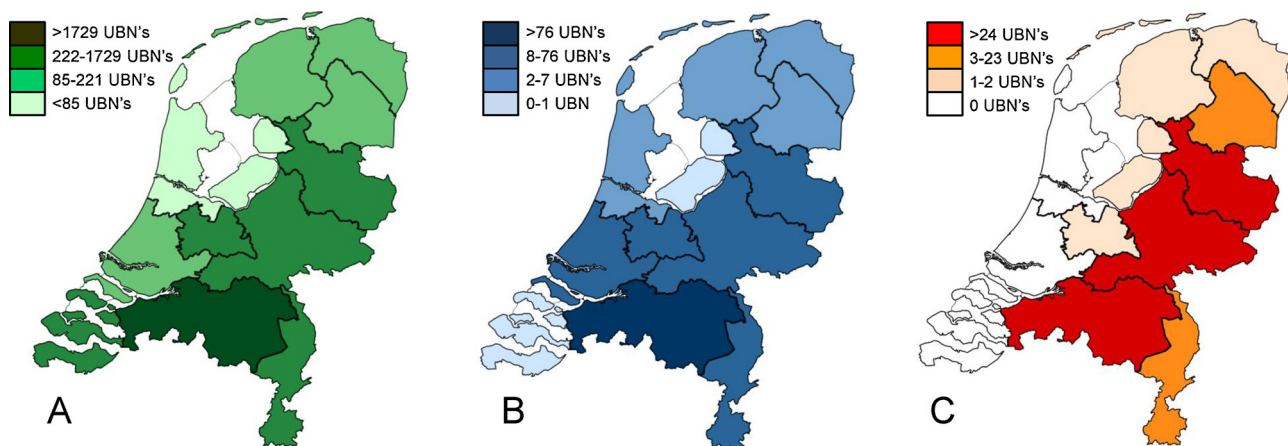 >1729 UBN's
222-1729 UBN's
85-221 UBN's
<85 UBN's
A
>76 UBN's
8-76 UBN's
2-7 UBN's
0-1 UBN
B
>24 UBN's
3-23 UBN's
1-2 UBN's
0 UBN's
C